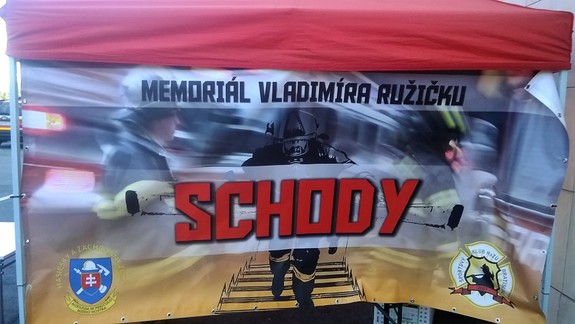 MEMORIÁL VLADIMÍRA RUŽIČKU
SCHODY